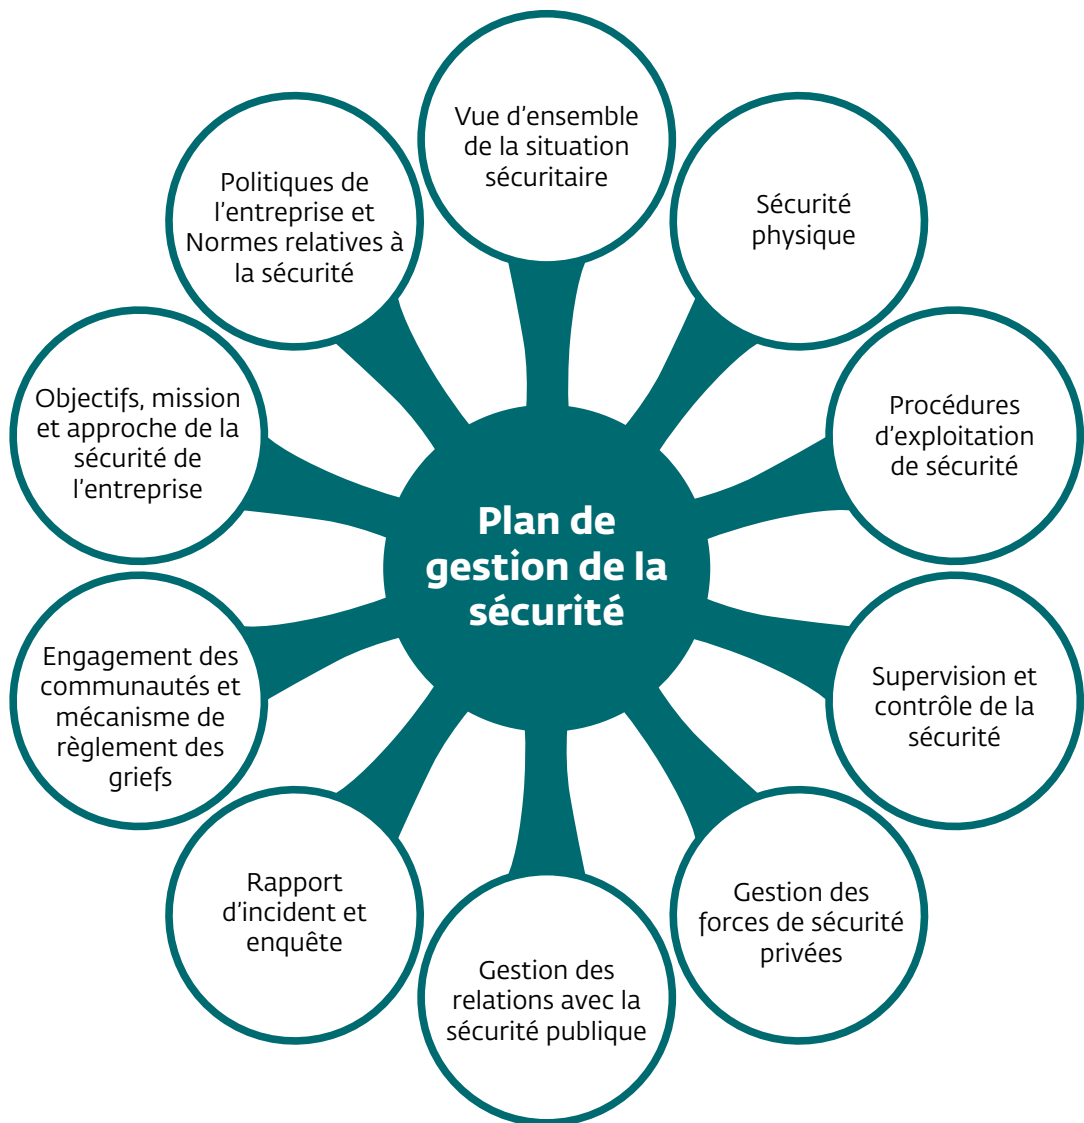 Vue d'ensemble
de la situation
sécuritaire
Sécurité
physique
Procédures
d'exploitation
de sécurité
Supervision et
contrôle de la
sécurité
Gestion des
forces de sécurité
privées
Gestion des
relations avec la
sécurité publique
Rapport
d'incident et
enquête
Engagement des
communautés et
mécanisme de
règlement des
griefs
Objectifs, mission
et approche de la
sécurité de
l'entreprise
Politiques de
l'entreprise et
Normes relatives à
la sécurité
Plan de
gestion de la
sécurité